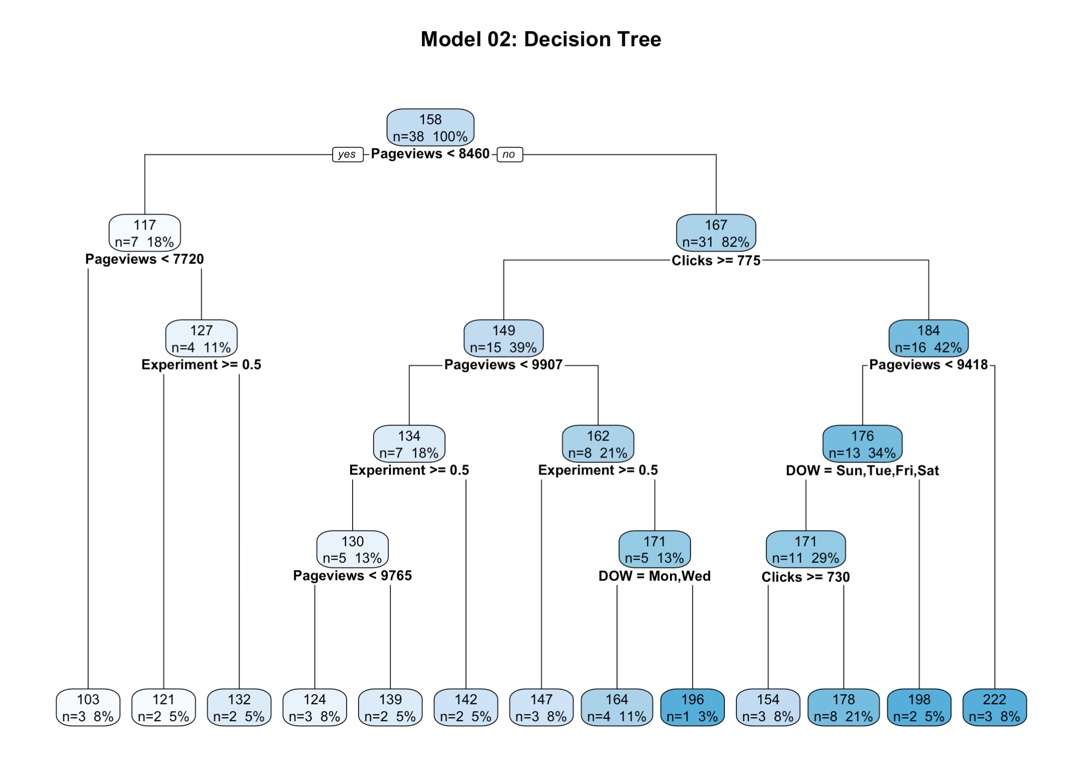 Model 02: Decision Tree
158
n=38 100%
yes Pageviews < 8460 no
117
n=7 18%
Pageviews < 7720
167
n=31 82%
Clicks >= 775
127
n=4 11%
Experiment >= 0.5
149
n=15 39%
Pageviews < 9907
184
n=16 42%
Pageviews < 9418
134
n=7 18%
Experiment >= 0.5
162
n=8 21%
Experiment >= 0.5
176
n=13 34%
DOW = Sun,Tue,Fri,Sat
130
n=5 13%
Pageviews < 9765
171
n=5 13%
DOW = Mon,Wed
171
n=11 29%
Clicks >= 730
103
n=3 8%
121
n=2 5%
132
n=2 5%
124
n=3 8%
139
n=2 5%
142
n=2 5%
147
n=3 8%
164
n=4 11%
196
n=1 3%
154
n=3 8%
178
n=8 21%
198
n=2 5%
222
n=3 8%